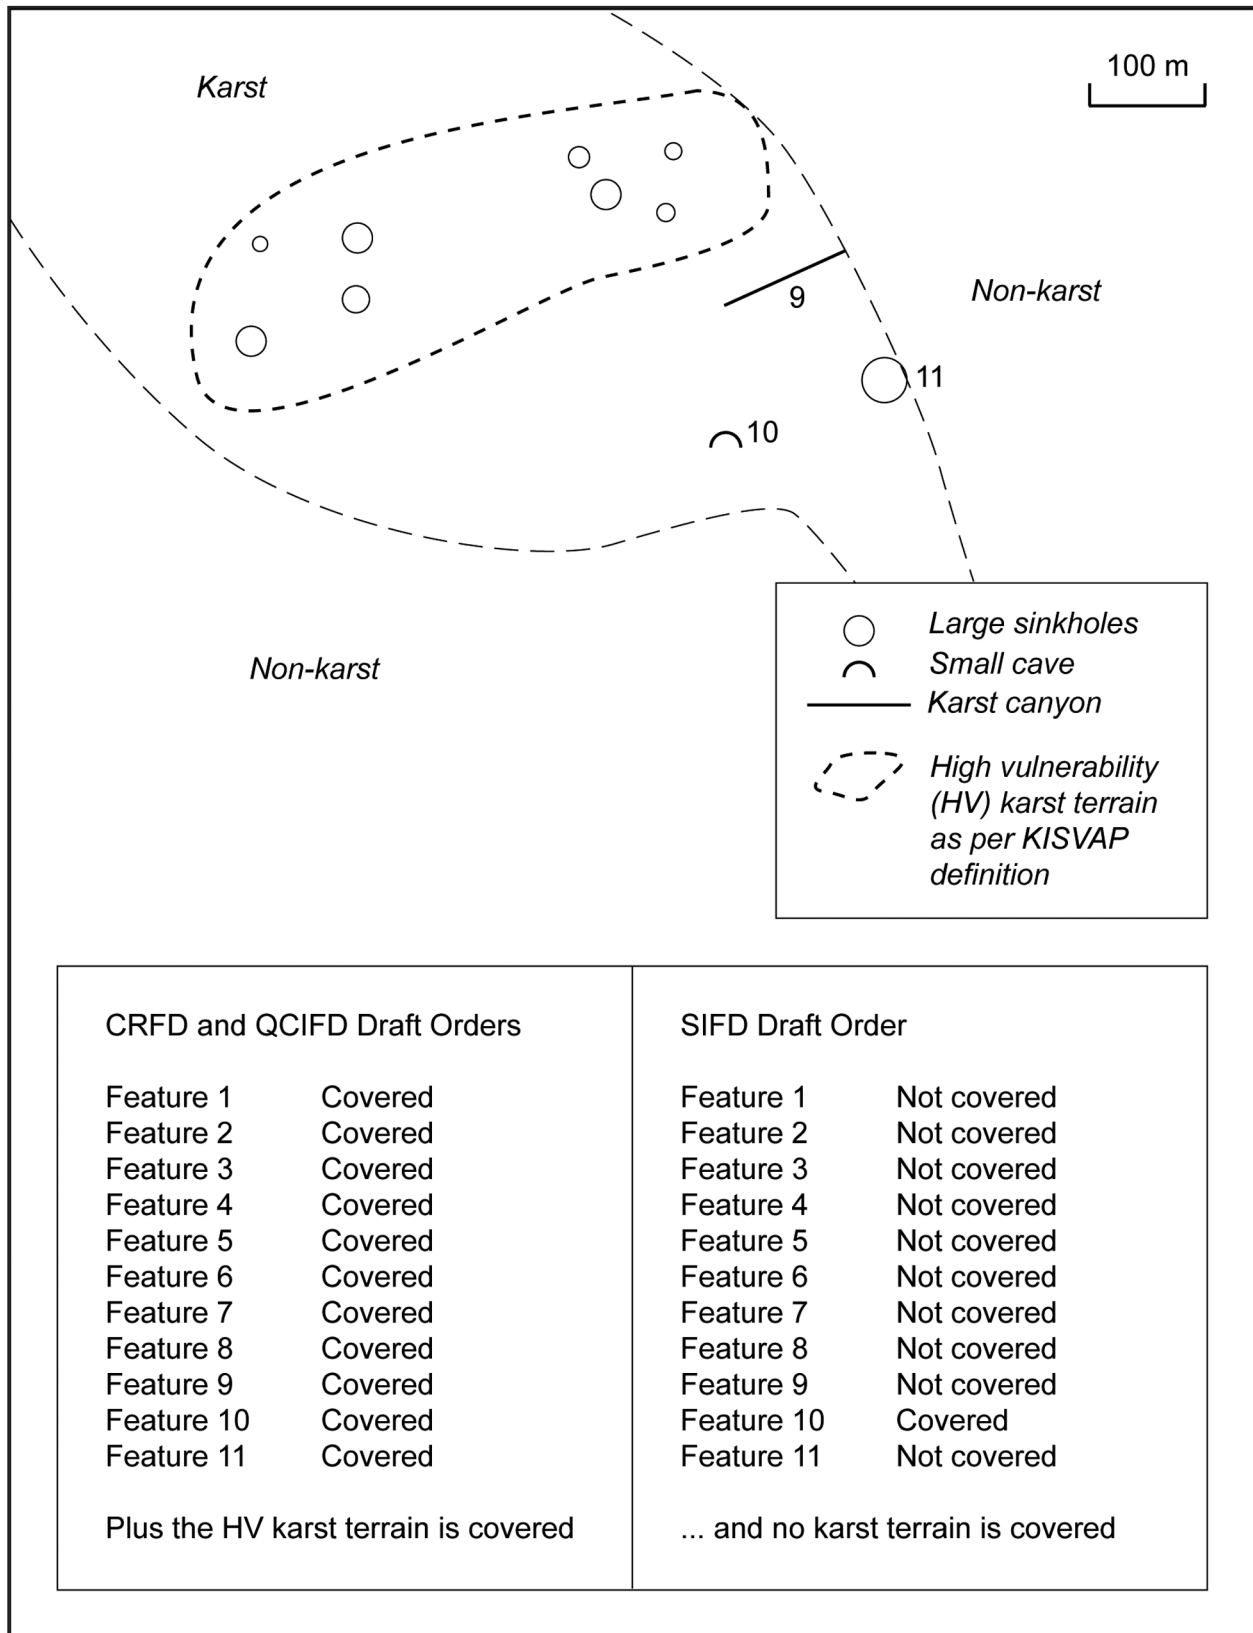 Karst
100 m
Non-karst
9
11
10
Non-karst
Large sinkholes
Small cave
Karst canyon
High vulnerability
(HV) karst terrain
as per KISVAP
definition
CRFD and QCIFD Draft Orders
Feature 1 Covered
Feature 2 Covered
Feature 3 Covered
Feature 4 Covered
Feature 5 Covered
Feature 6 Covered
Feature 7 Covered
Feature 8 Covered
Feature 9 Covered
Feature 10 Covered
Feature 11 Covered
Plus the HV karst terrain is covered
SIFD Draft Order
Feature 1 Not covered
Feature 2 Not covered
Feature 3 Not covered
Feature 4 Not covered
Feature 5 Not covered
Feature 6 Not covered
Feature 7 Not covered
Feature 8 Not covered
Feature 9 Not covered
Feature 10 Covered
Feature 11 Not covered
... and no karst terrain is covered